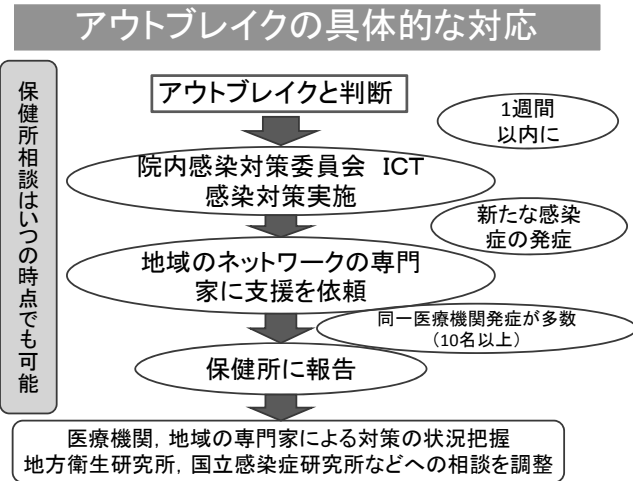 アウトブレイクの具体的な対応
保健所相談はいつの時点でも可能
アウトブレイクと判断
1週間
以内に
院内感染対策委員会 ICT
感染対策実施
新たな感染
症の発症
地域のネットワークの専門
家に支援を依頼
同一医療機関発症が多数
（10名以上）
保健所に報告
医療機関，地域の専門家による対策の状況把握
地方衛生研究所，国立感染症研究所などへの相談を調整